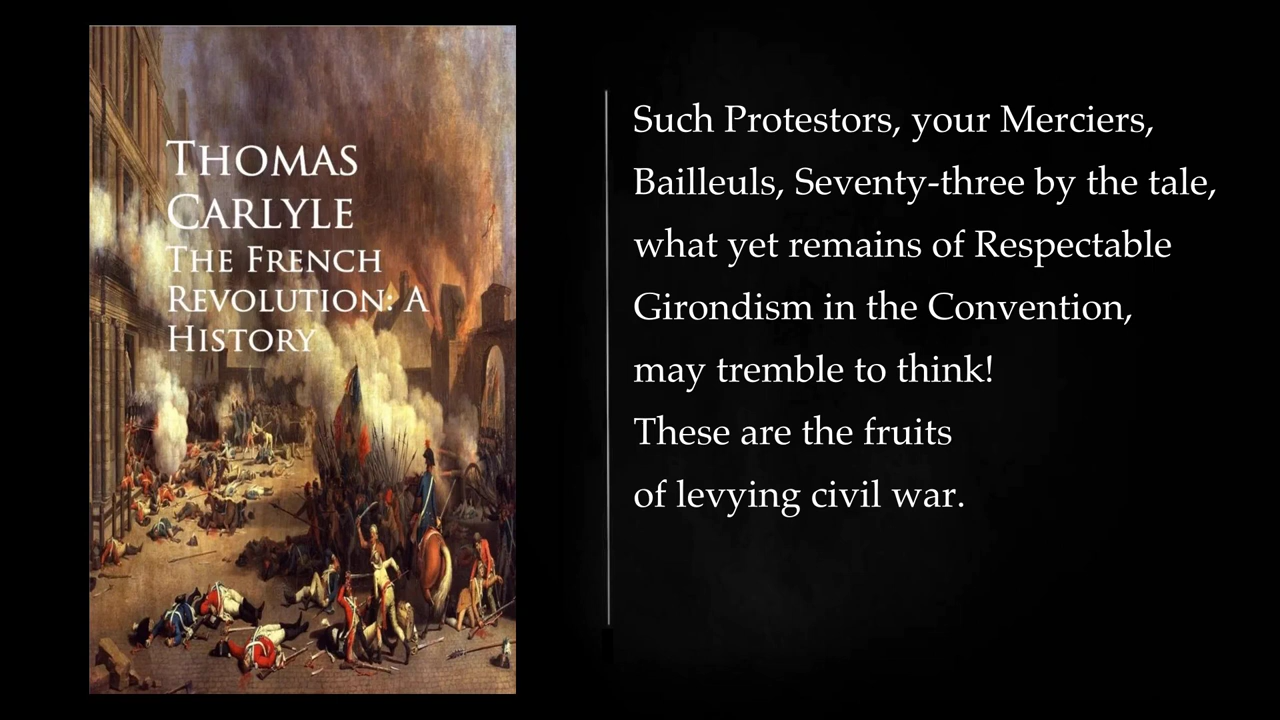 THOMAS
CARLYLE
THE FRENCH
REVOLUTION: A
HISTORY
Such Protestors, your Merciers,
Bailleuls, Seventy-three by the tale,
what yet remains of Respectable
Girondism in the Convention,
may tremble to think!
These are the fruits
of levying civil war.